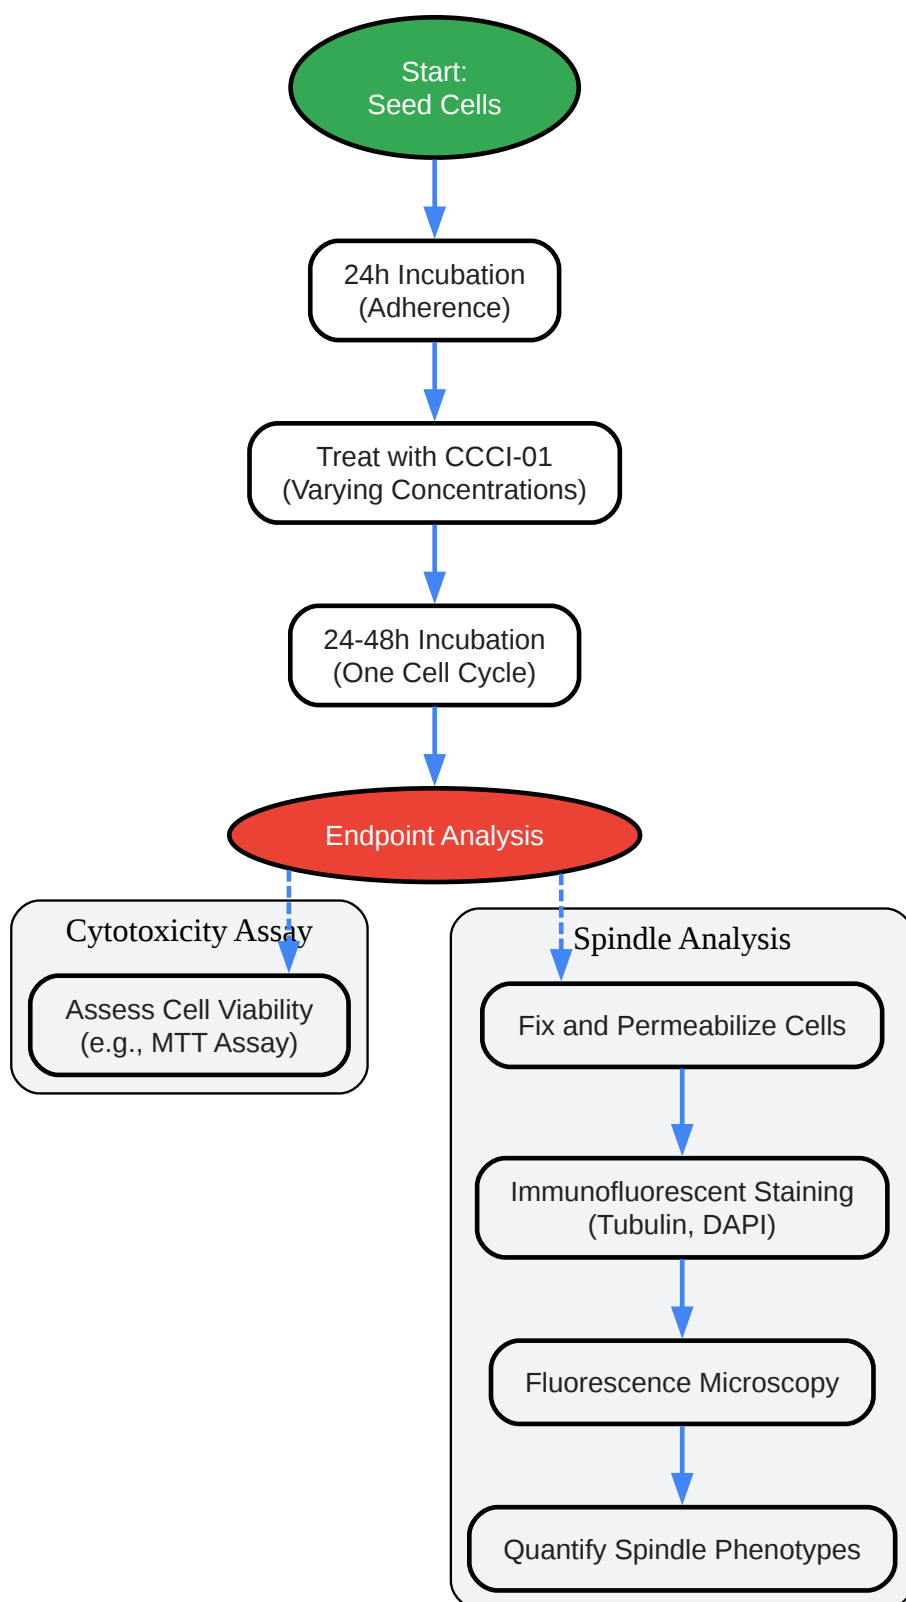 Start:
Seed Cells
24h Incubation
(Adherence)
Treat with CCCI-01
(Varying Concentrations)
24-48h Incubation
(One Cell Cycle)
Endpoint Analysis
Cytotoxicity Assay
Assess Cell Viability
(e.g., MTT Assay)
Spindle Analysis
Fix and Permeabilize Cells
Immunofluorescent Staining
(Tubulin, DAPI)
Fluorescence Microscopy
Quantify Spindle Phenotypes